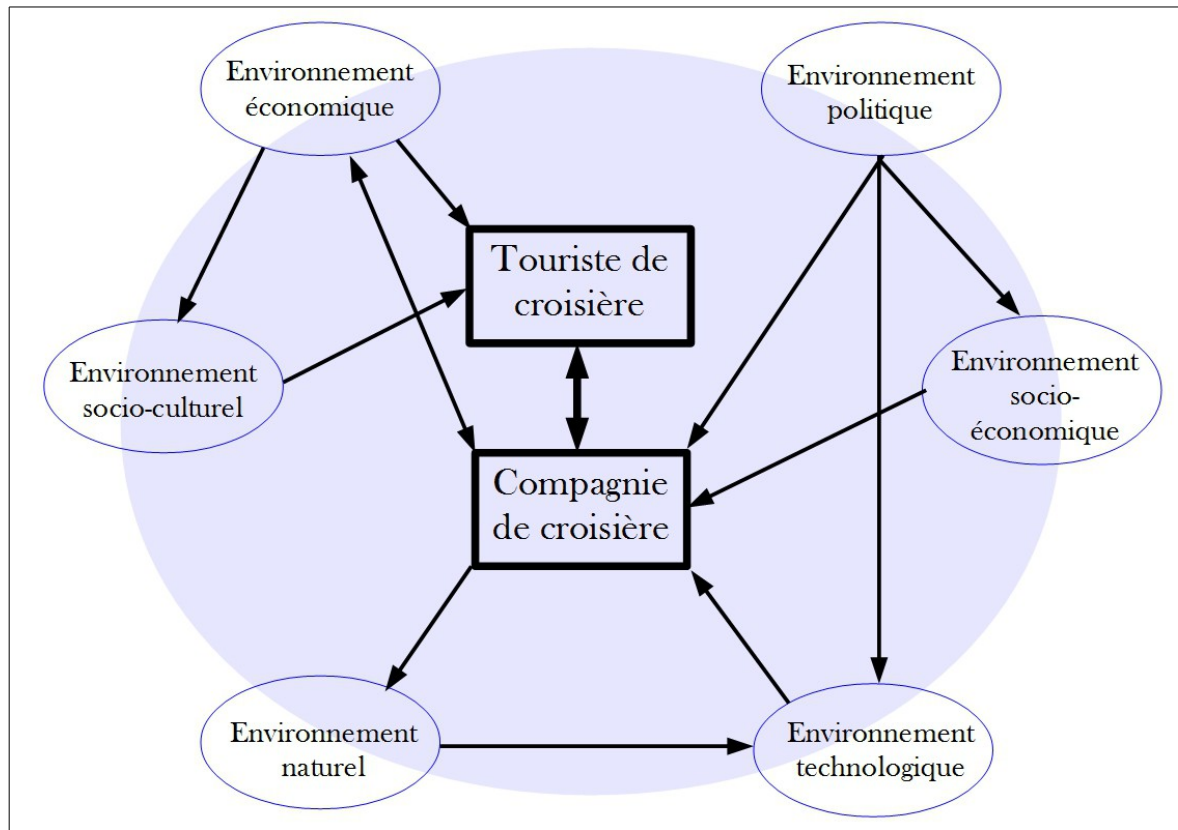 Environnement
économique
Environnement
politique
Touriste de
croisière
Environnement
socio-culturel
Environnement
socio-
économique
Compagnie
de croisière
Environnement
naturel
Environnement
technologique